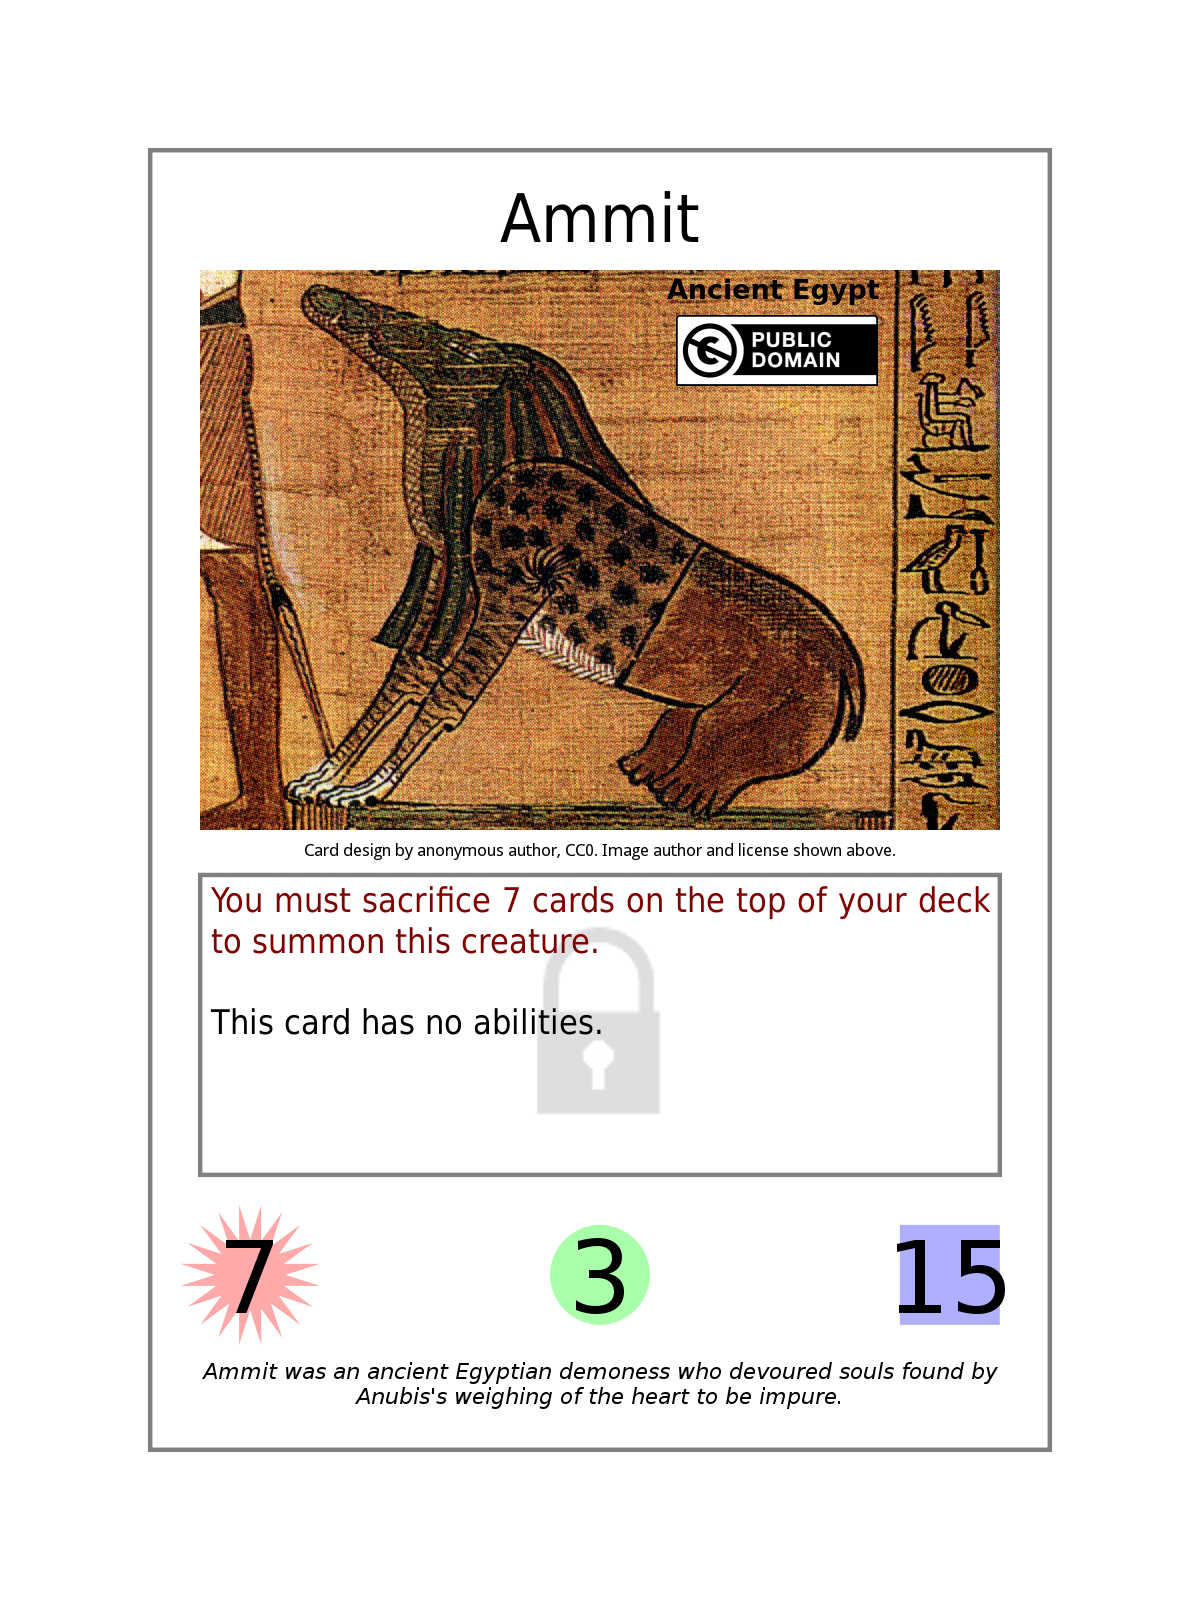 Ammit
Ancient Egypt
PUBLIC
DOMAIN
Card design by anonymous author, CC0. Image author and license shown above.
You must sacrifice 7 cards on the top of your deck
to summon this creature.
This card has no abilities.
7
3
15
Ammit was an ancient Egyptian demoness who devoured souls found by
Anubis's weighing of the heart to be impure.